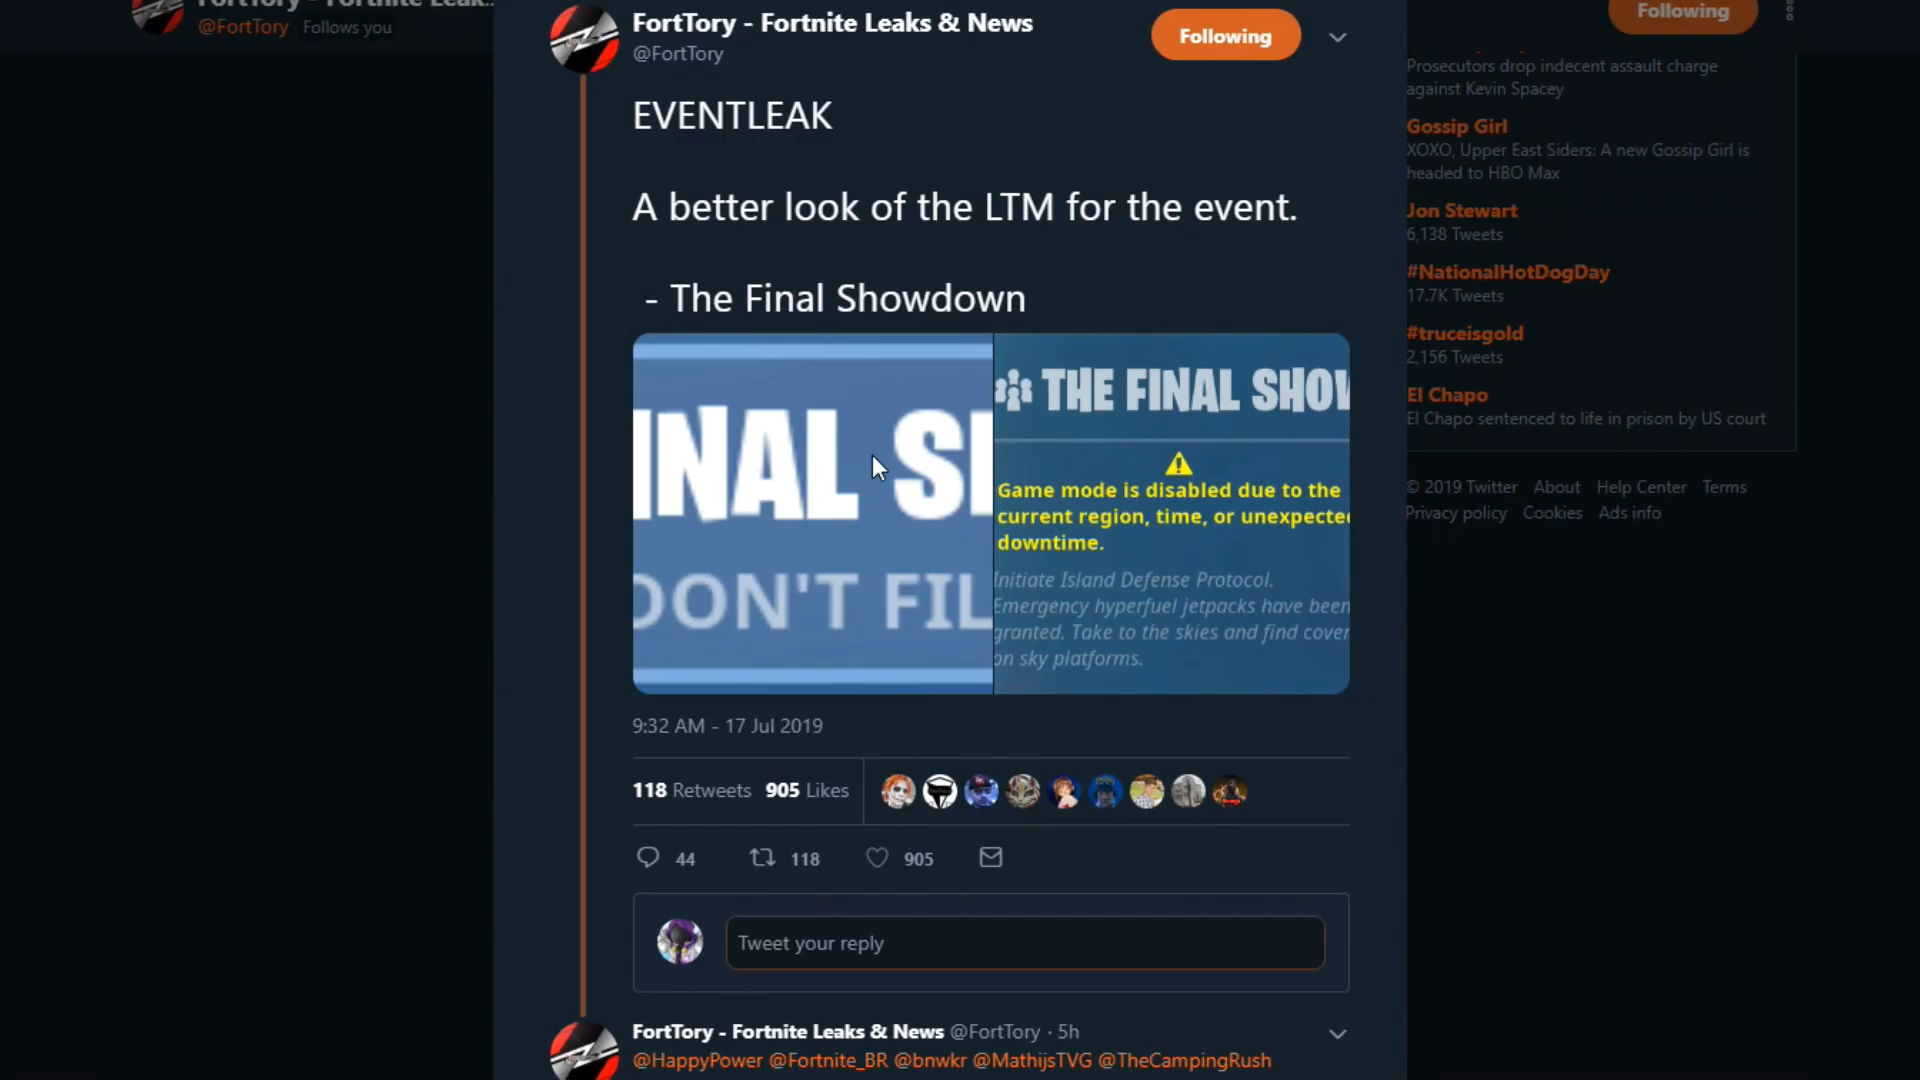 @FortTory Follows you
FortTory - Fortnite Leaks & News
@FortTory
Following
Following
EVENTLEAK
A better look of the LTM for the event.
- The Final Showdown
INAL S
DON'T FIL
THE FINAL SHOW
Game mode is disabled due to the
current region, time, or unexpected
downtime.
Initiate Island Defense Protocol.
Emergency hyperfuel jetpacks have been
granted. Take to the skies and find cover
on sky platforms.
9:32 AM - 17 Jul 2019
118 Retweets 905 Likes
44 118 905
Tweet your reply
FortTory - Fortnite Leaks & News @FortTory · 5h
@HappyPower @Fortnite_BR @bnwkr @MathijsTVG @TheCampingRush
Prosecutors drop indecent assault charge
against Kevin Spacey
Gossip Girl
XOXO, Upper East Siders: A new Gossip Girl is
headed to HBO Max
Jon Stewart
6,138 Tweets
#NationalHotDogDay
17.7K Tweets
#truceisgold
2,156 Tweets
El Chapo
El Chapo sentenced to life in prison by US court
© 2019 Twitter About Help Center Terms
Privacy policy Cookies Ads info